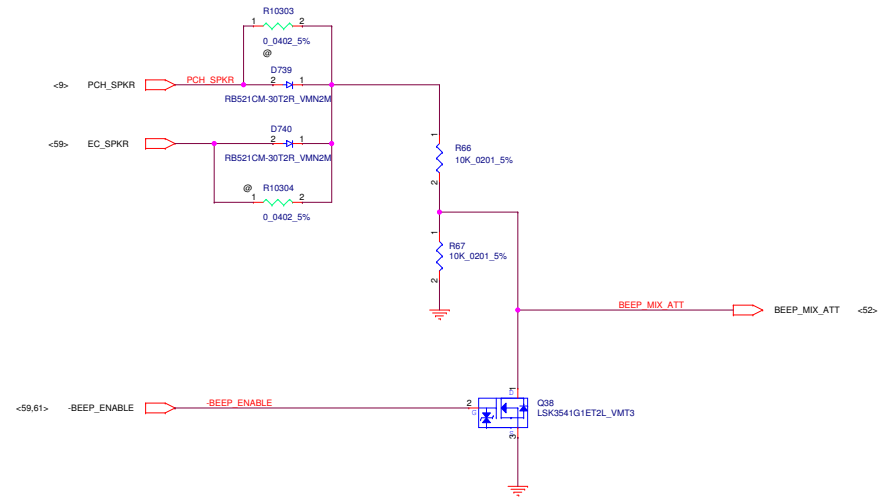 R10303
1 2
0_0402_5%
@
D739
<9> PCH_SPKR PCH_SPKR 2 1
RB521CM-30T2R_VMN2M
D740
<59> EC_SPKR 2 1
RB521CM-30T2R_VMN2M
1
R66
10K_0201_5%
2
@ R10304
1 2
0_0402_5%
1
R67
10K_0201_5%
2
BEEP_MIX_ATT BEEP_MIX_ATT <52>
1
D
<59,61> -BEEP_ENABLE -BEEP_ENABLE 2
G
Q38
LSK3541G1ET2L_VMT3
S
3